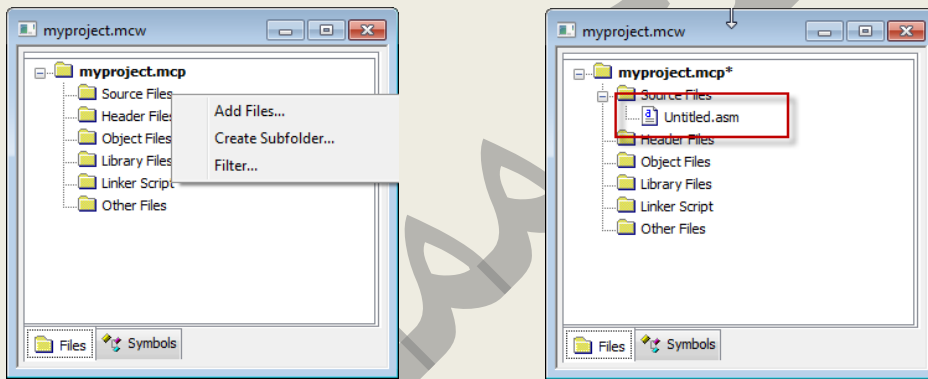 myproject.mcw
myproject.mcp
Source Files
Header Files
Object Files
Library Files
Linker Script
Other Files
Add Files...
Create Subfolder...
Filter...
Files
Symbols
myproject.mcw
myproject.mcp*
Source Files
Untitled.asm
Header Files
Object Files
Library Files
Linker Script
Other Files
Files
Symbols